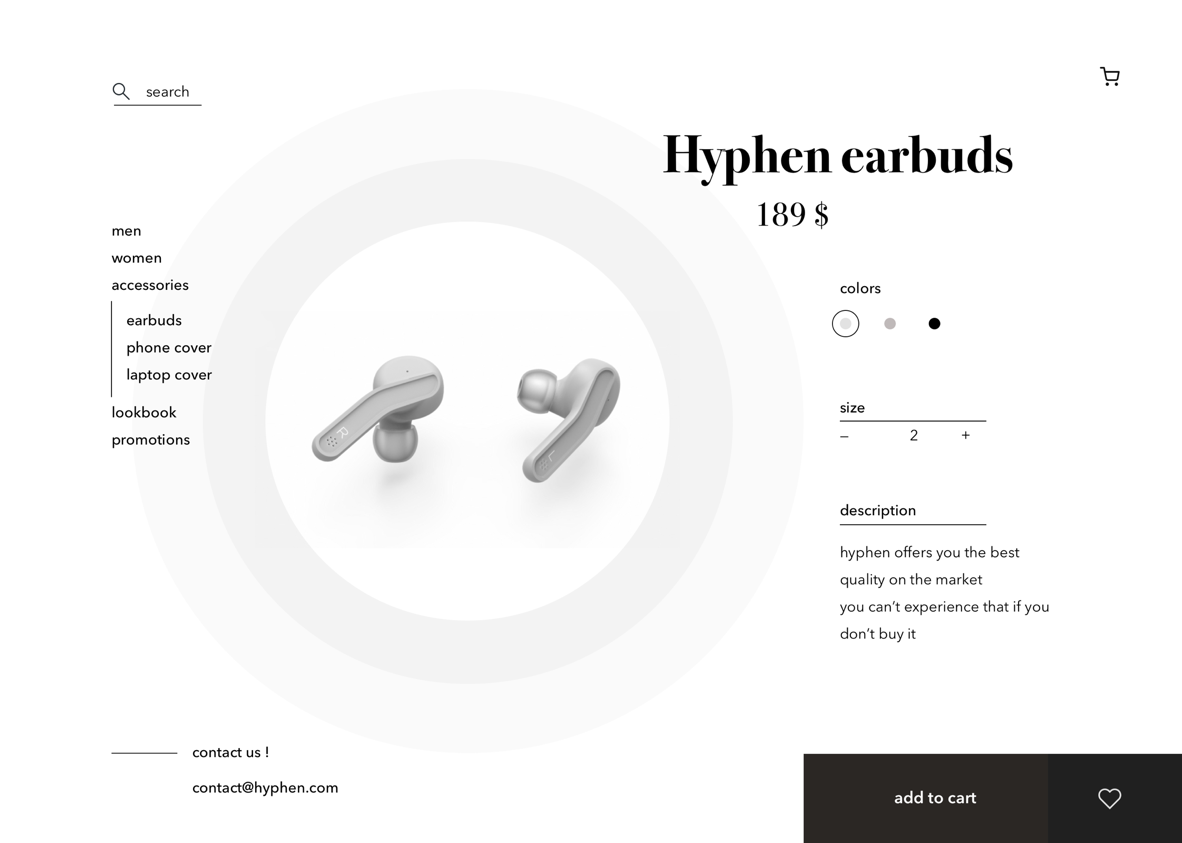 search
Hyphen earbuds
189 $
men
women
accessories
earbuds
phone cover
laptop cover
lookbook
promotions
R
L
colors
size
– 2 +
description
hyphen offers you the best
quality on the market
you can’t experience that if you
don’t buy it
contact us !
contact@hyphen.com
add to cart